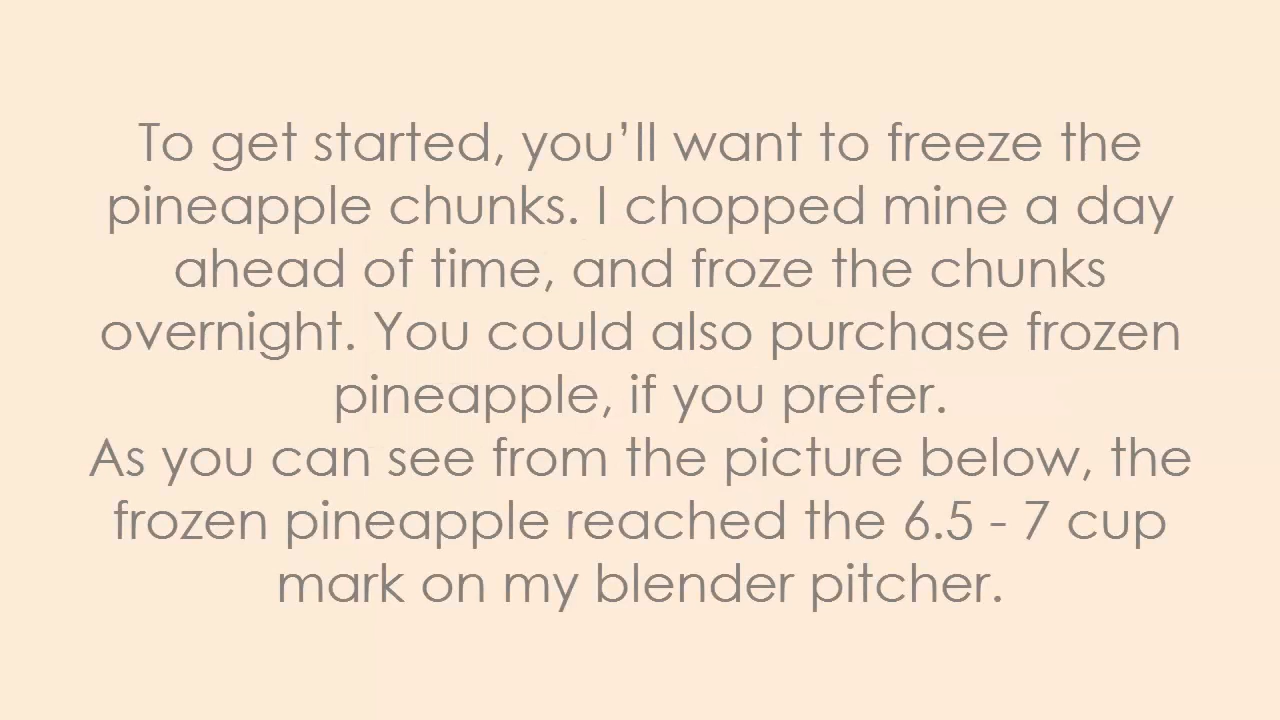 To get started, you’ll want to freeze the
pineapple chunks. I chopped mine a day
ahead of time, and froze the chunks
overnight. You could also purchase frozen
pineapple, if you prefer.
As you can see from the picture below, the
frozen pineapple reached the 6.5 - 7 cup
mark on my blender pitcher.